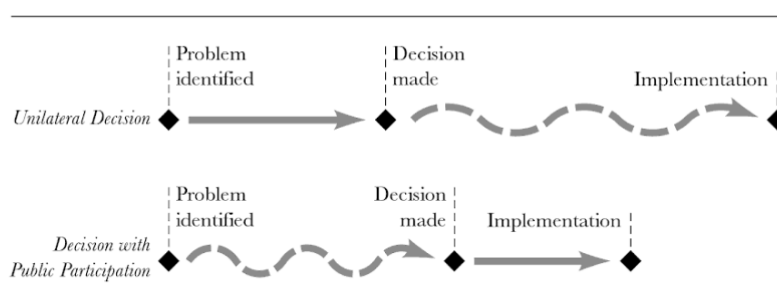 Problem
identified
Decision
made
Implementation
Unilateral Decision
Problem
identified
Decision
made
Implementation
Decision with
Public Participation